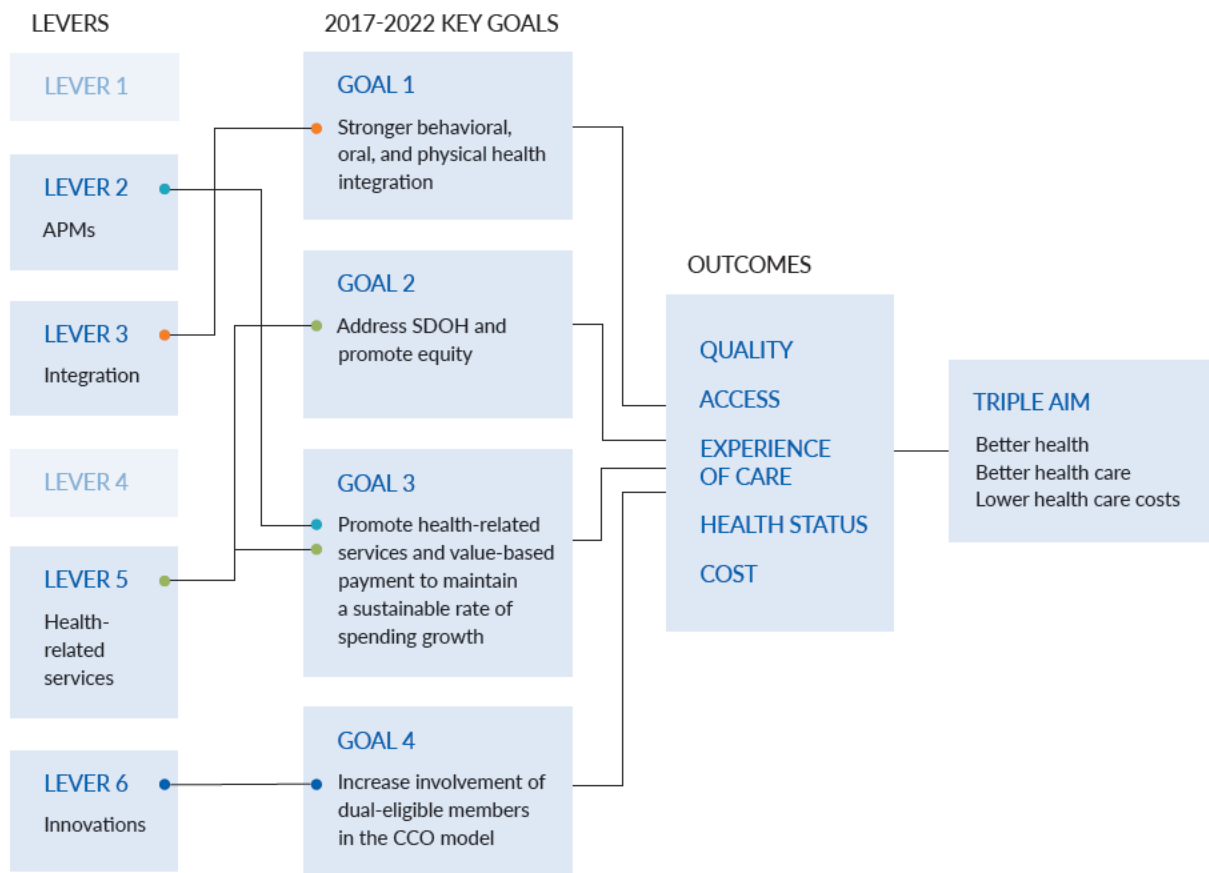 LEVERS
LEVER 1
LEVER 2
APMs
LEVER 3
Integration
LEVER 4
LEVER 5
Health-
related
services
LEVER 6
Innovations
2017-2022 KEY GOALS
GOAL 1
Stronger behavioral,
oral, and physical health
integration
GOAL 2
Address SDOH and
promote equity
GOAL 3
Promote health-related
services and value-based
payment to maintain
a sustainable rate of
spending growth
GOAL 4
Increase involvement of
dual-eligible members
in the CCO model
OUTCOMES
QUALITY
ACCESS
EXPERIENCE
OF CARE
HEALTH STATUS
COST
TRIPLE AIM
Better health
Better health care
Lower health care costs